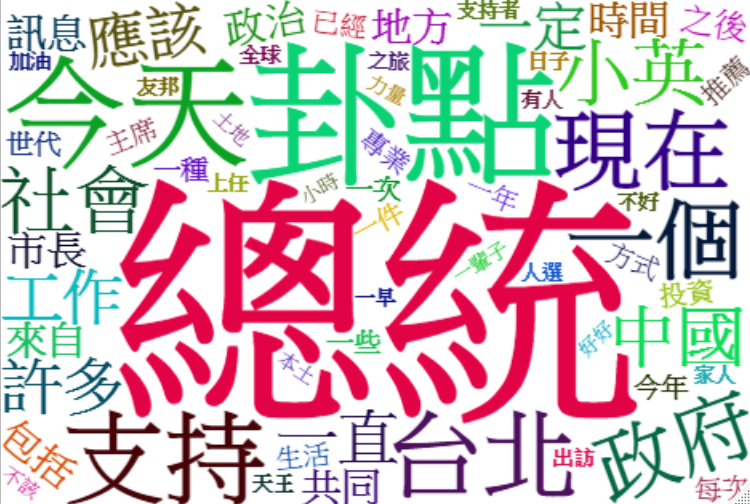 訊息
應該
政治
已經
地方
支持者
一定
時間
之後
加油
今天
友邦
全球
卦點
之旅
力量
日子
有人
小英
推薦
世代
主席
土地
一種
上任
小時
專業
一次
一年
現在
不好
社會
市長
總統
一件
一個
方式
一輩子
人選
投資
工作
一早
來自
一些
好好
中國
本土
許多
今年
家人
包括
不該
支持
一直
生活
天王
共同
台北
出訪
政府
每次